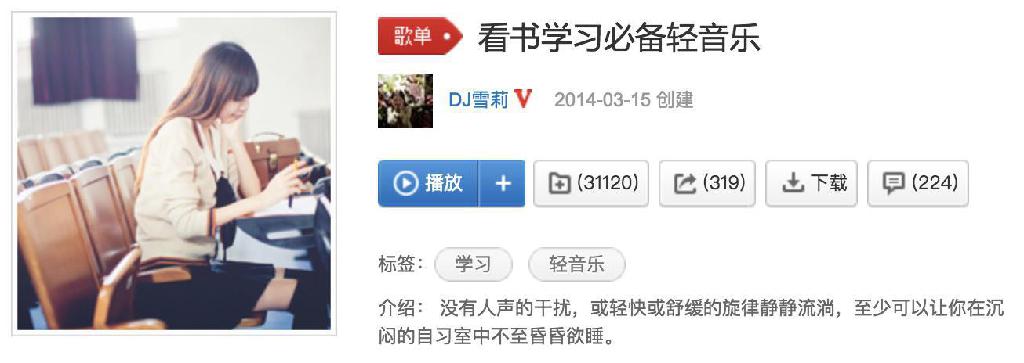 歌单 看书学习必备轻音乐
DJ雪莉 V 2014-03-15 创建
播放 + (31120) (319) 下载 (224)
标签： 学习 轻音乐
介绍： 没有人声的干扰，或轻快或舒缓的旋律静静流淌，至少可以让你在沉
闷的自习室中不至昏昏欲睡。